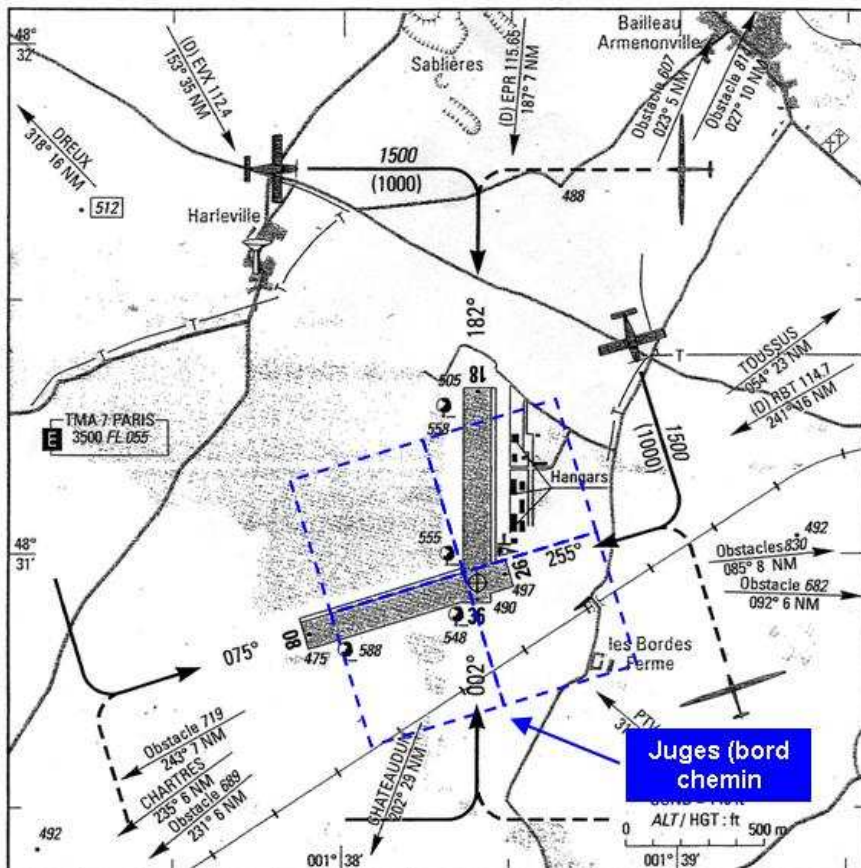 48°
32'
(D) EVX 112.4
153° 35 NM
DREUX
318° 16 NM
512
Sablières
(D) EPR 115.65
187° 7 NM
Bailleau
Armenonville
Obstacle 607
023° 5 NM
Obstacle 874
027° 10 NM
1500
(1000)
488
Harleville
182°
18
505
558
TMA 7 PARIS
3500 FL 055
E
Hangars
TOUSSUS
054° 23 NM
(D) RBT 114.7
241° 16 NM
1500
(1000)
48°
31'
555
255°
26
497
490
36
548
588
475
08
075°
002°
492
Obstacles 830
085° 8 NM
Obstacle 682
092° 6 NM
les Bordes
Ferme
Obstacle 719
243° 7 NM
CHARTRES
235° 6 NM
Obstacle 689
231° 6 NM
CHATEAUDUN
202° 29 NM
Juges (bord
chemin
ALT / HGT : ft
0 500 m
492
001° 38'
001° 39'